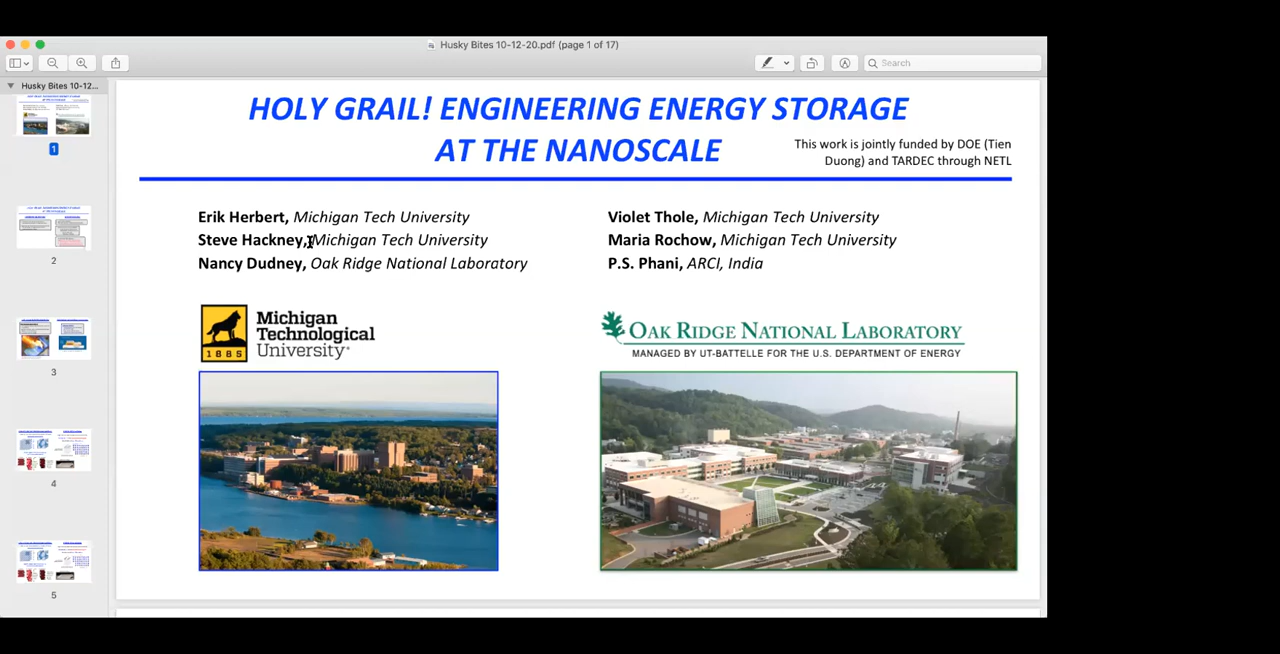 Husky Bites 10-12-20.pdf (page 1 of 17)
Search
Husky Bites 10-12...
1
2
3
4
5
HOLY GRAIL! ENGINEERING ENERGY STORAGE
AT THE NANOSCALE
This work is jointly funded by DOE (Tien
Duong) and TARDEC through NETL
Erik Herbert, Michigan Tech University
Steve Hackney, Michigan Tech University
Nancy Dudney, Oak Ridge National Laboratory
Violet Thole, Michigan Tech University
Maria Rochow, Michigan Tech University
P.S. Phani, ARCI, India
1885
Michigan
Technological
University
OAK RIDGE NATIONAL LABORATORY
MANAGED BY UT-BATTELLE FOR THE U.S. DEPARTMENT OF ENERGY